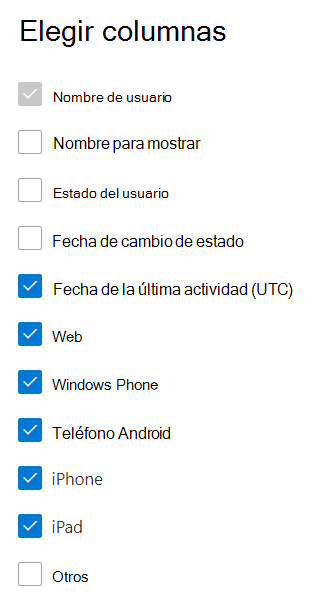 Elegir columnas
Nombre de usuario
Nombre para mostrar
Estado del usuario
Fecha de cambio de estado
Fecha de la última actividad (UTC)
Web
Windows Phone
Teléfono Android
iPhone
iPad
Otros